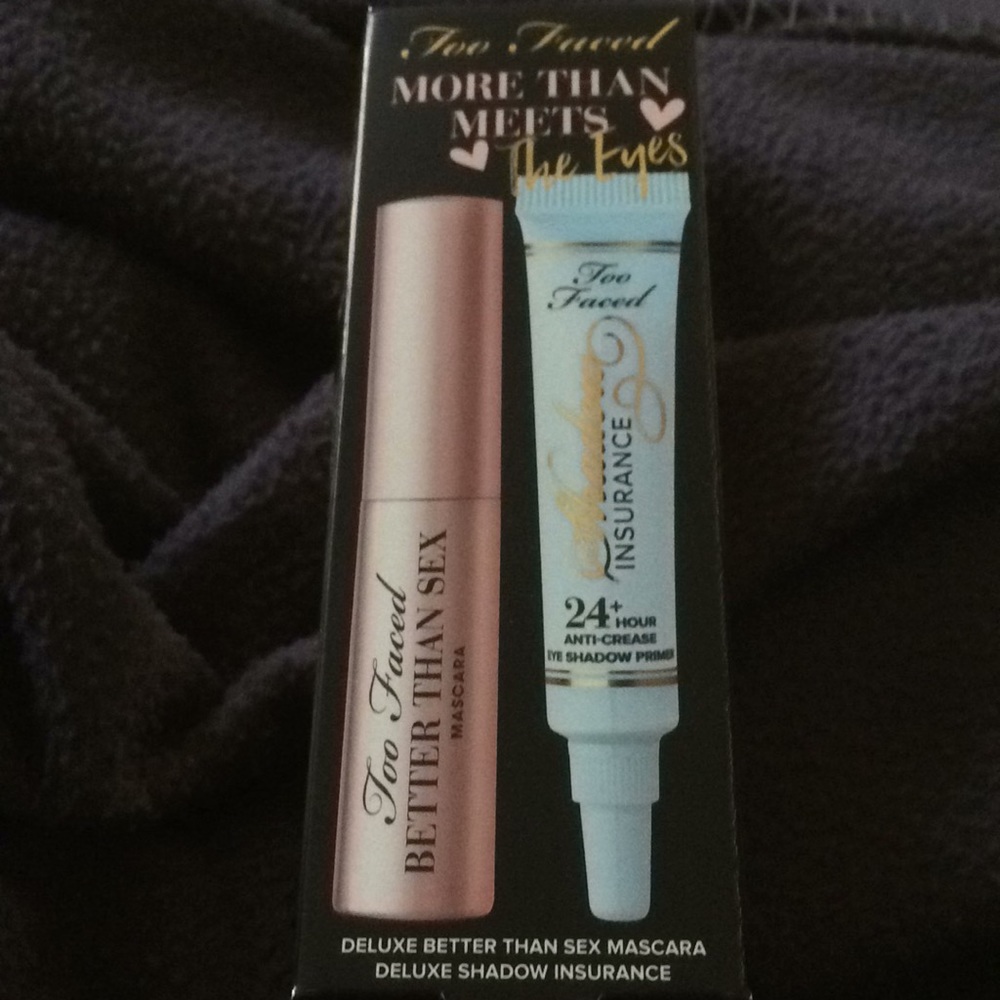 Too Faced
MORE THAN
MEETS
The Eyes
Too Faced
BETTER THAN SEX
MASCARA
Too
Faced
Shadow
INSURANCE
24+ HOUR
ANTI-CREASE
EYE SHADOW PRIMER
DELUXE BETTER THAN SEX MASCARA
DELUXE SHADOW INSURANCE